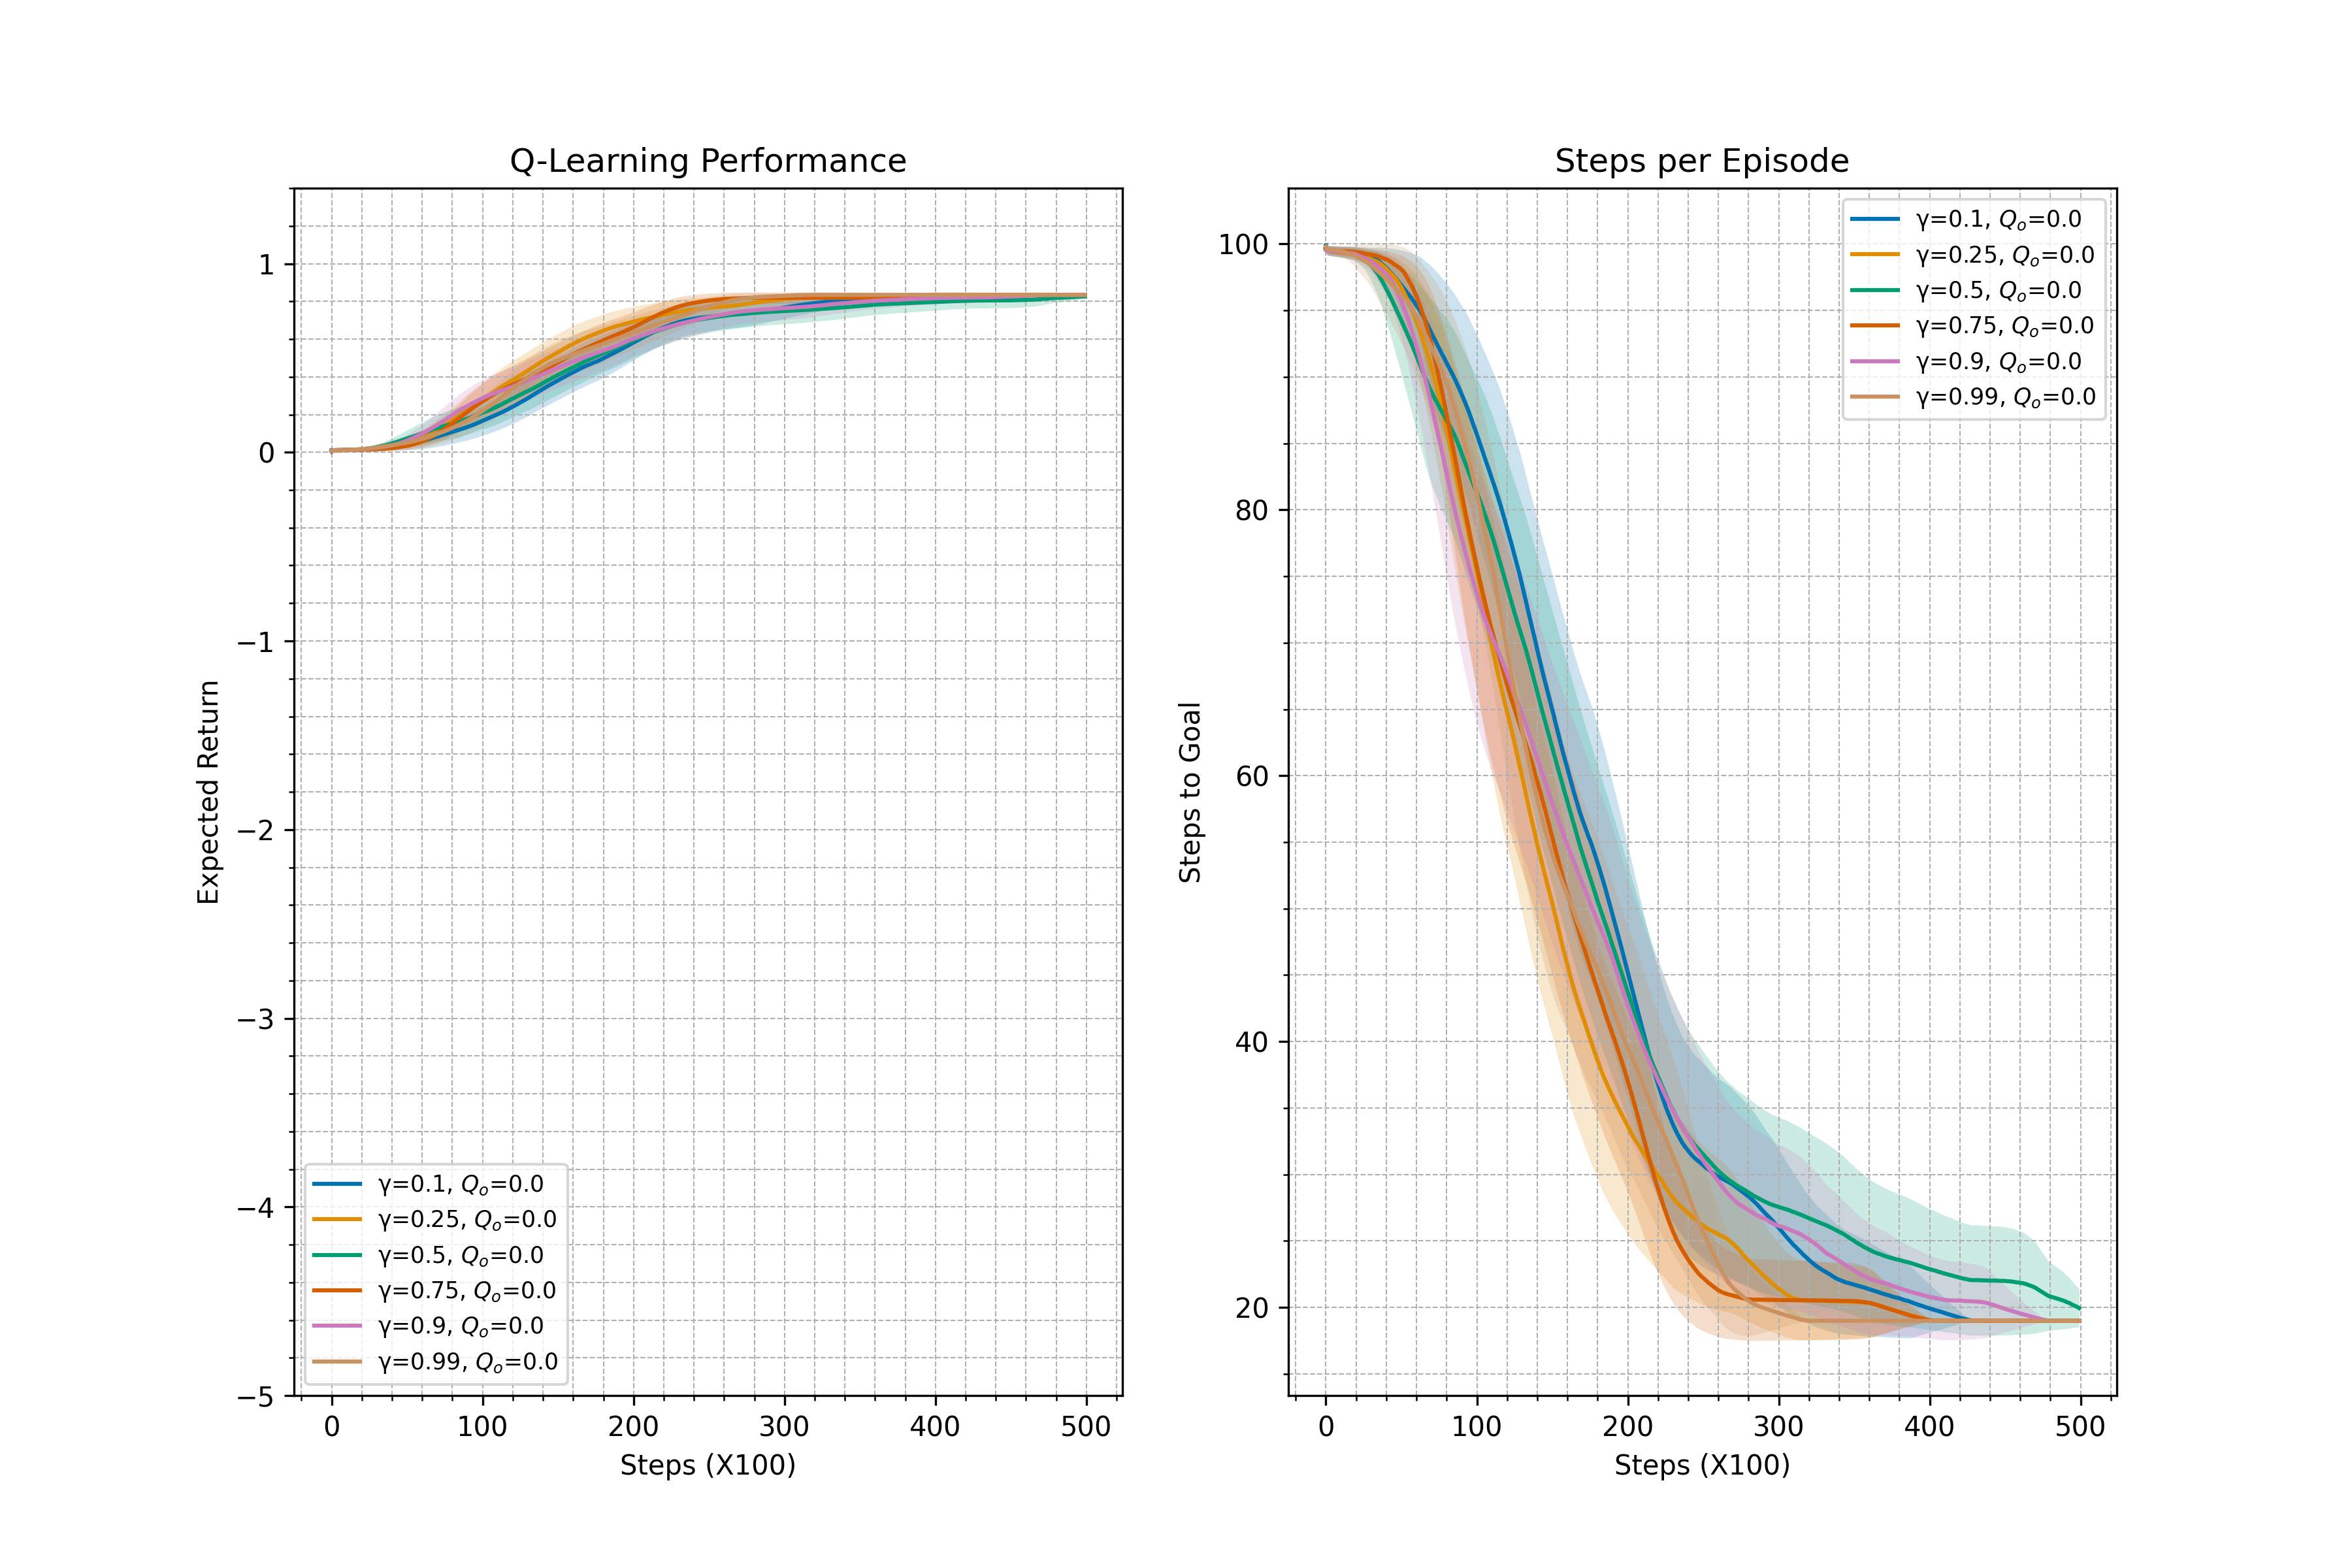 Q-Learning Performance
Expected Return
1
0
−1
−2
−3
−4
−5
γ=0.1, Qₒ=0.0
γ=0.25, Qₒ=0.0
γ=0.5, Qₒ=0.0
γ=0.75, Qₒ=0.0
γ=0.9, Qₒ=0.0
γ=0.99, Qₒ=0.0
0 100 200 300 400 500
Steps (X100)
Steps per Episode
Steps to Goal
100
80
60
40
20
γ=0.1, Qₒ=0.0
γ=0.25, Qₒ=0.0
γ=0.5, Qₒ=0.0
γ=0.75, Qₒ=0.0
γ=0.9, Qₒ=0.0
γ=0.99, Qₒ=0.0
0 100 200 300 400 500
Steps (X100)